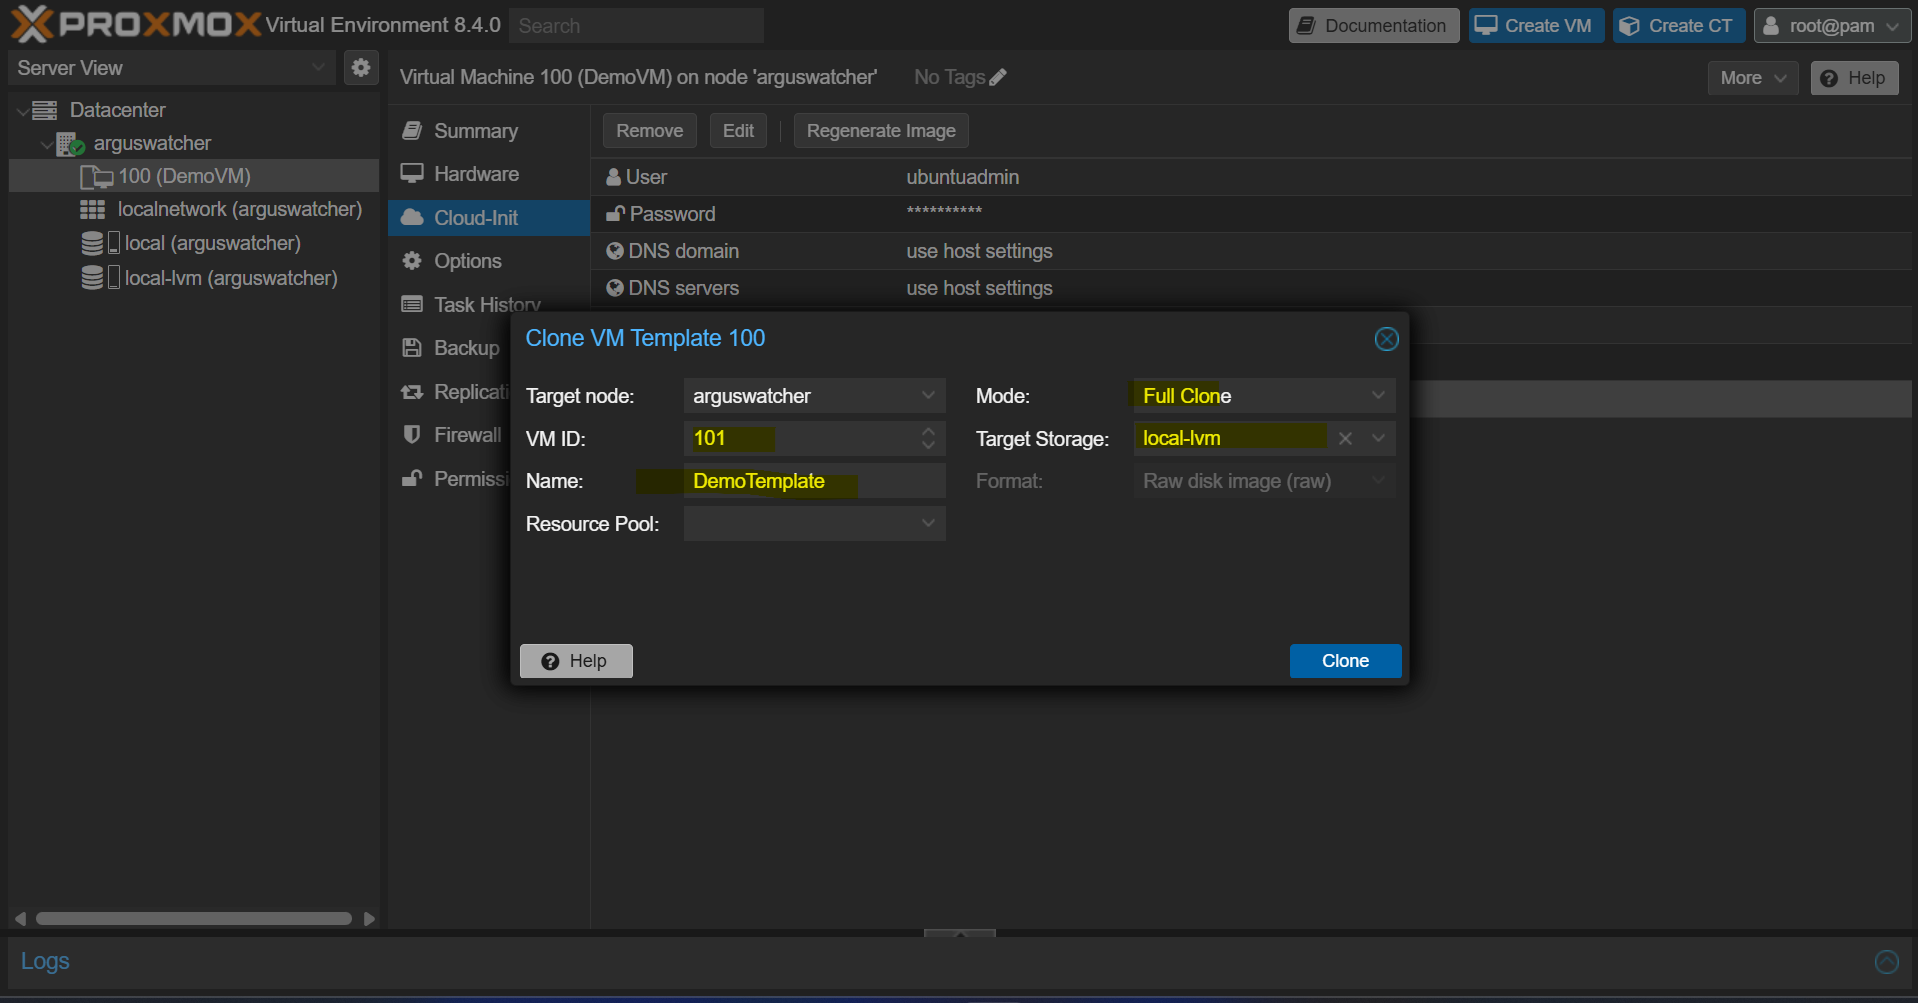 PROXMOX Virtual Environment 8.4.0 Search Documentation Create VM Create CT root@pam
Server View
Virtual Machine 100 (DemoVM) on node 'arguswatcher' No Tags More Help
Datacenter
arguswatcher
100 (DemoVM)
localnetwork (arguswatcher)
local (arguswatcher)
local-lvm (arguswatcher)
Summary
Hardware
Cloud-Init
Options
Task History
Backup
Replicati
Firewall
Permissi
Remove Edit Regenerate Image
User ubuntuadmin
Password **********
DNS domain use host settings
DNS servers use host settings
Clone VM Template 100
Target node: arguswatcher Mode: Full Clone
VM ID: 101 Target Storage: local-lvm
Name: DemoTemplate Format: Raw disk image (raw)
Resource Pool:
Help Clone
Logs